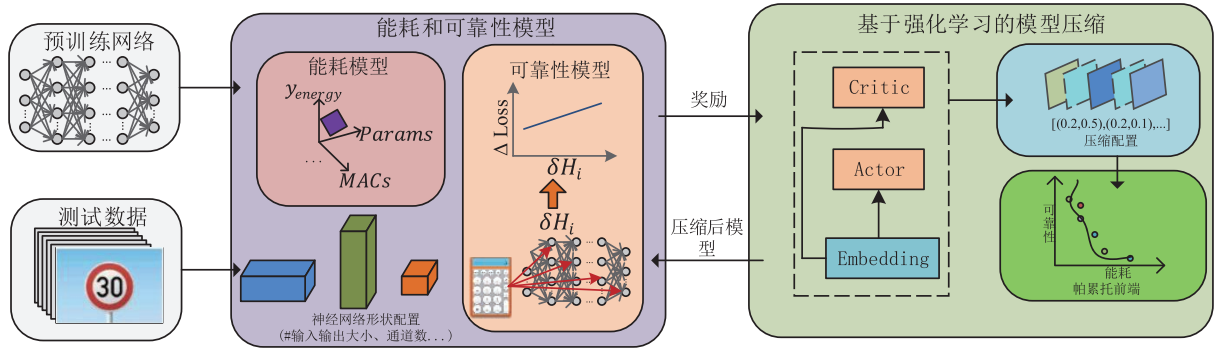 预训练网络
测试数据
30
能耗和可靠性模型
能耗模型
y_energy
Params
...
MACs
神经网络形状配置
(#输入输出大小、通道数...)
可靠性模型
Δ Loss
δH_i
δH_i
奖励
压缩后模
型
基于强化学习的模型压缩
Critic
Actor
Embedding
[(0.2,0.5),(0.2,0.1),...]
压缩配置
可靠性
能耗
帕累托前端